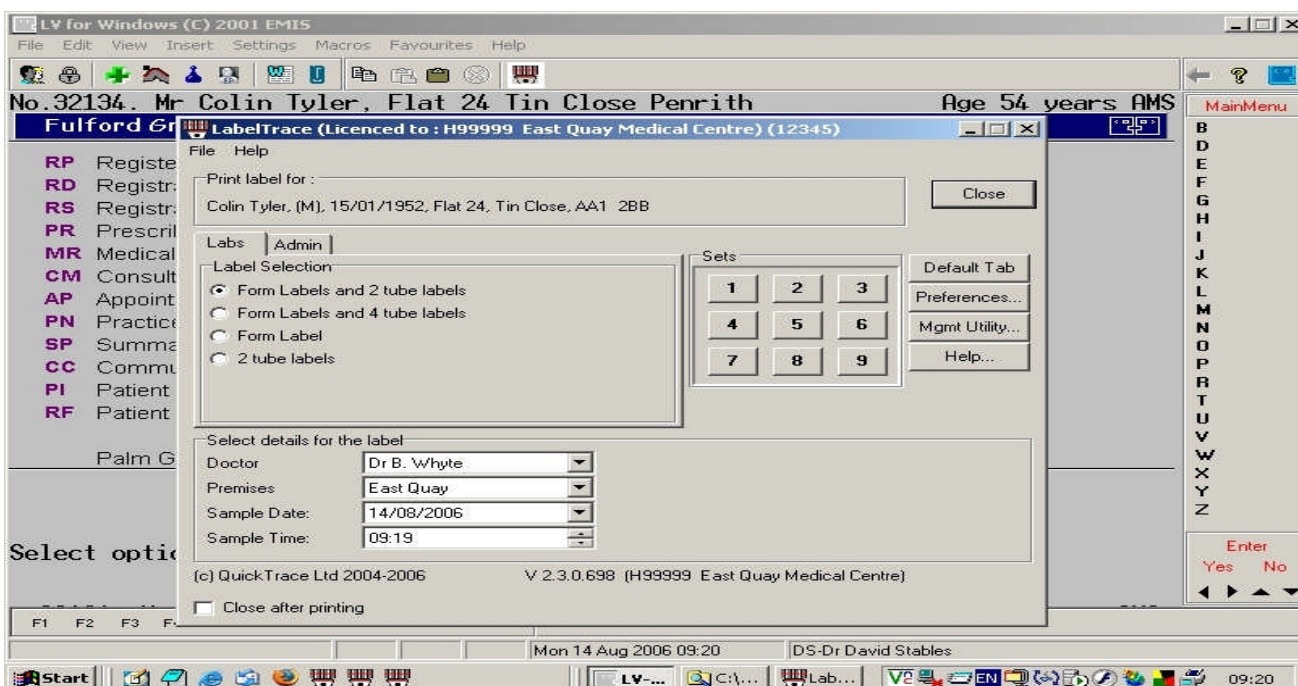 LV for Windows (C) 2001 EMIS
File Edit View Insert Settings Macros Favourites Help
No.32134. Mr Colin Tyler, Flat 24 Tin Close Penrith Age 54 years AMS
MainMenu
Fulford Gr
LabelTrace (Licenced to : H99999 East Quay Medical Centre) (12345)
File Help
Print label for :
Colin Tyler, (M), 15/01/1952, Flat 24, Tin Close, AA1 2BB
Close
RP Registe
RD Registr
RS Registr
PR Prescri
MR Medical
CM Consult
AP Appoint
PN Practice
SP Summa
CC Commu
PI Patient
RF Patient
Palm G
Labs Admin
Label Selection
Form Labels and 2 tube labels
Form Labels and 4 tube labels
Form Label
2 tube labels
Sets
1 2 3
4 5 6
7 8 9
Default Tab
Preferences...
Mgmt Utility...
Help...
Select details for the label
Doctor Dr B. Whyte
Premises East Quay
Sample Date: 14/08/2006
Sample Time: 09:19
(c) QuickTrace Ltd 2004-2006 V 2.3.0.698 (H99999 East Quay Medical Centre)
Close after printing
Select optio
B
D
E
F
G
H
I
J
K
L
M
N
O
P
R
T
U
V
W
X
Y
Z
Enter
Yes No
F1 F2 F3
Mon 14 Aug 2006 09:20 DS-Dr David Stables
Start LV-... C:\... Lab... EN 09:20